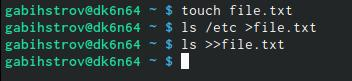 gabihstrov@dk6n64 ~ $ touch file.txt
gabihstrov@dk6n64 ~ $ ls /etc >file.txt
gabihstrov@dk6n64 ~ $ ls >>file.txt
gabihstrov@dk6n64 ~ $